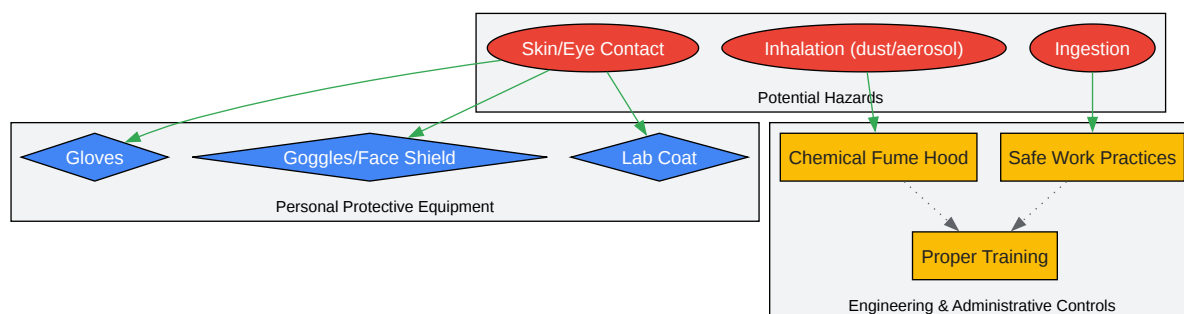 Skin/Eye Contact
Inhalation (dust/aerosol)
Ingestion
Potential Hazards
Gloves
Goggles/Face Shield
Lab Coat
Personal Protective Equipment
Chemical Fume Hood
Safe Work Practices
Proper Training
Engineering & Administrative Controls